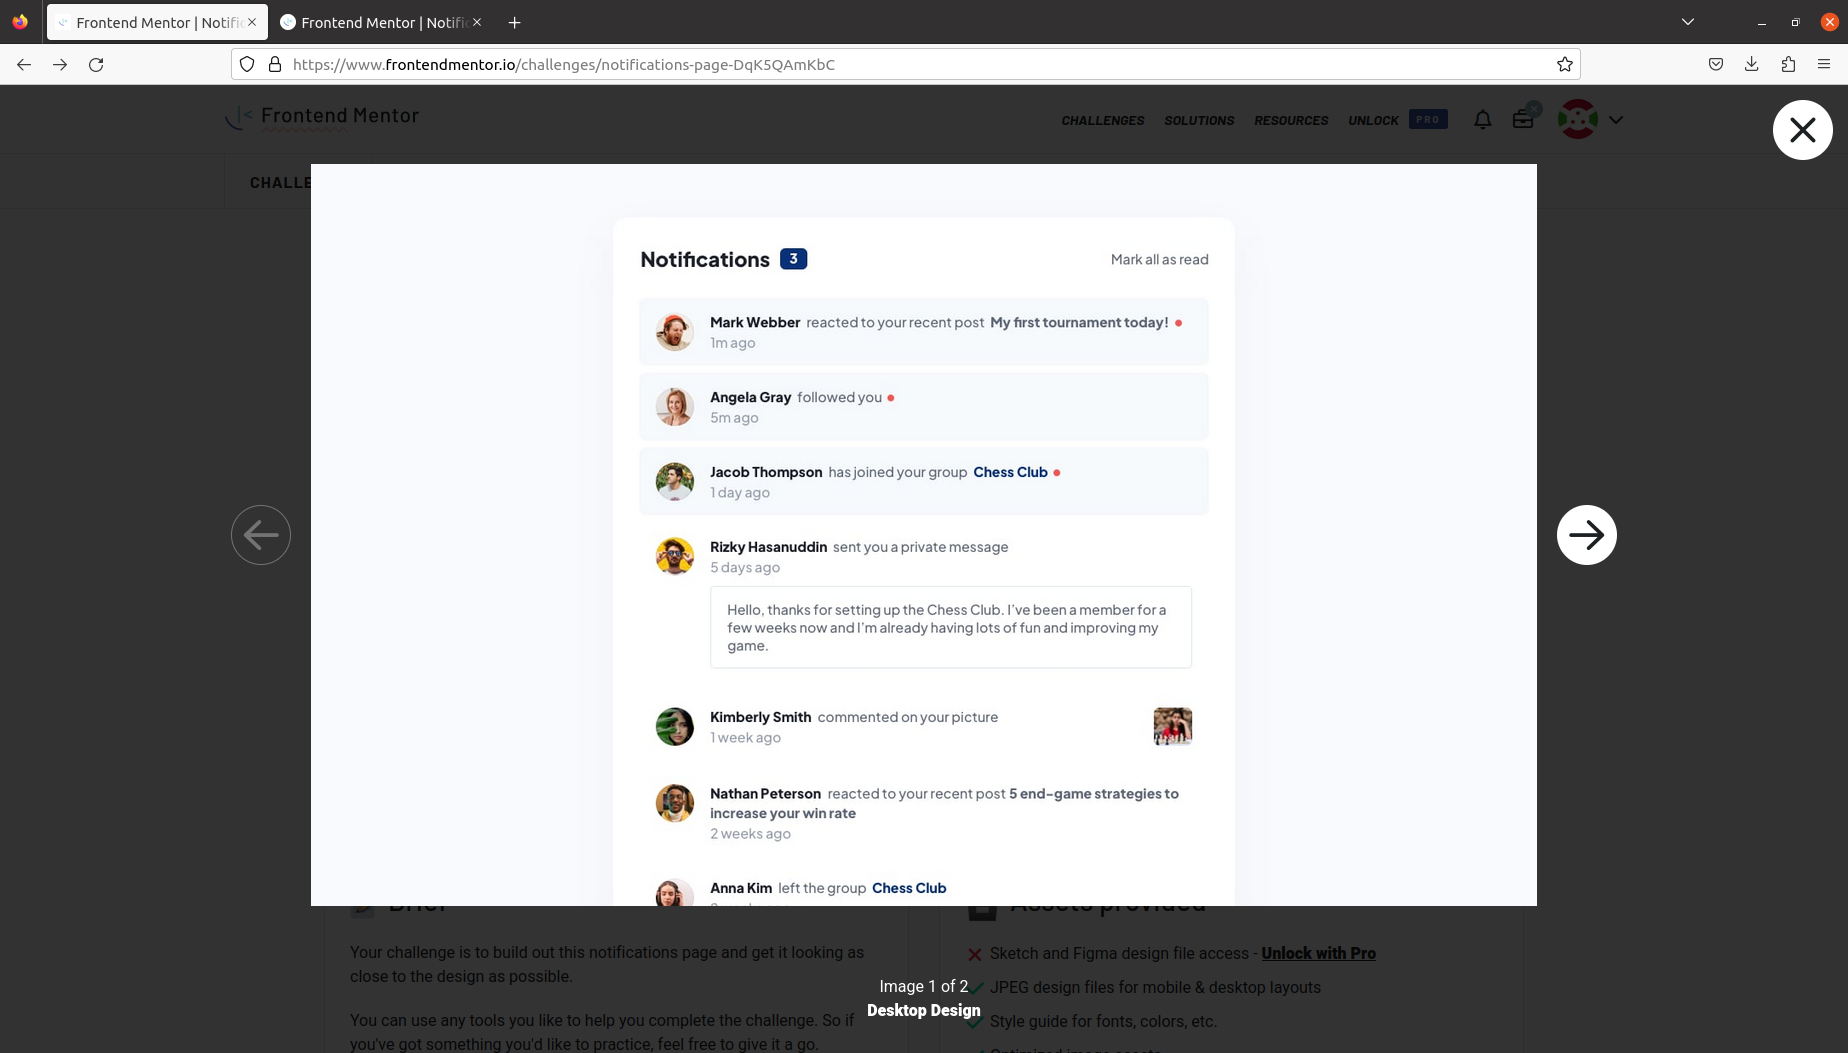 Frontend Mentor | Notific
Frontend Mentor | Notific
https://www.frontendmentor.io/challenges/notifications-page-DqK5QAmKbC
Frontend Mentor
CHALLENGES SOLUTIONS RESOURCES UNLOCK PRO
CHALLE
Notifications 3
Mark all as read
Mark Webber reacted to your recent post My first tournament today!
1m ago
Angela Gray followed you
5m ago
Jacob Thompson has joined your group Chess Club
1 day ago
Rizky Hasanuddin sent you a private message
5 days ago
Hello, thanks for setting up the Chess Club. I’ve been a member for a
few weeks now and I’m already having lots of fun and improving my
game.
Kimberly Smith commented on your picture
1 week ago
Nathan Peterson reacted to your recent post 5 end-game strategies to
increase your win rate
2 weeks ago
Anna Kim left the group Chess Club
Brief
Your challenge is to build out this notifications page and get it looking as
close to the design as possible.
You can use any tools you like to help you complete the challenge. So if
you've got something you'd like to practice, feel free to give it a go.
Assets provided
Sketch and Figma design file access - Unlock with Pro
JPEG design files for mobile & desktop layouts
Style guide for fonts, colors, etc.
Image 1 of 2
Desktop Design